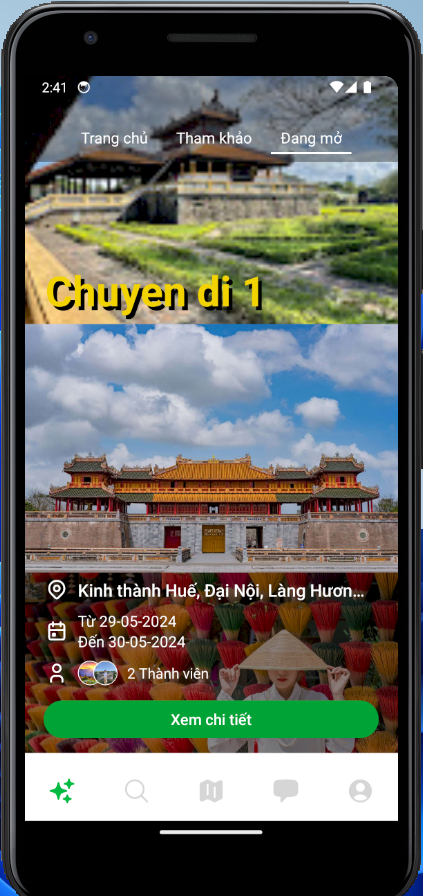 2:41
Trang chủ Tham khảo Đang mở
Chuyen di 1
Kinh thành Huế, Đại Nội, Làng Hươn...
Từ 29-05-2024
Đến 30-05-2024
2 Thành viên
Xem chi tiết